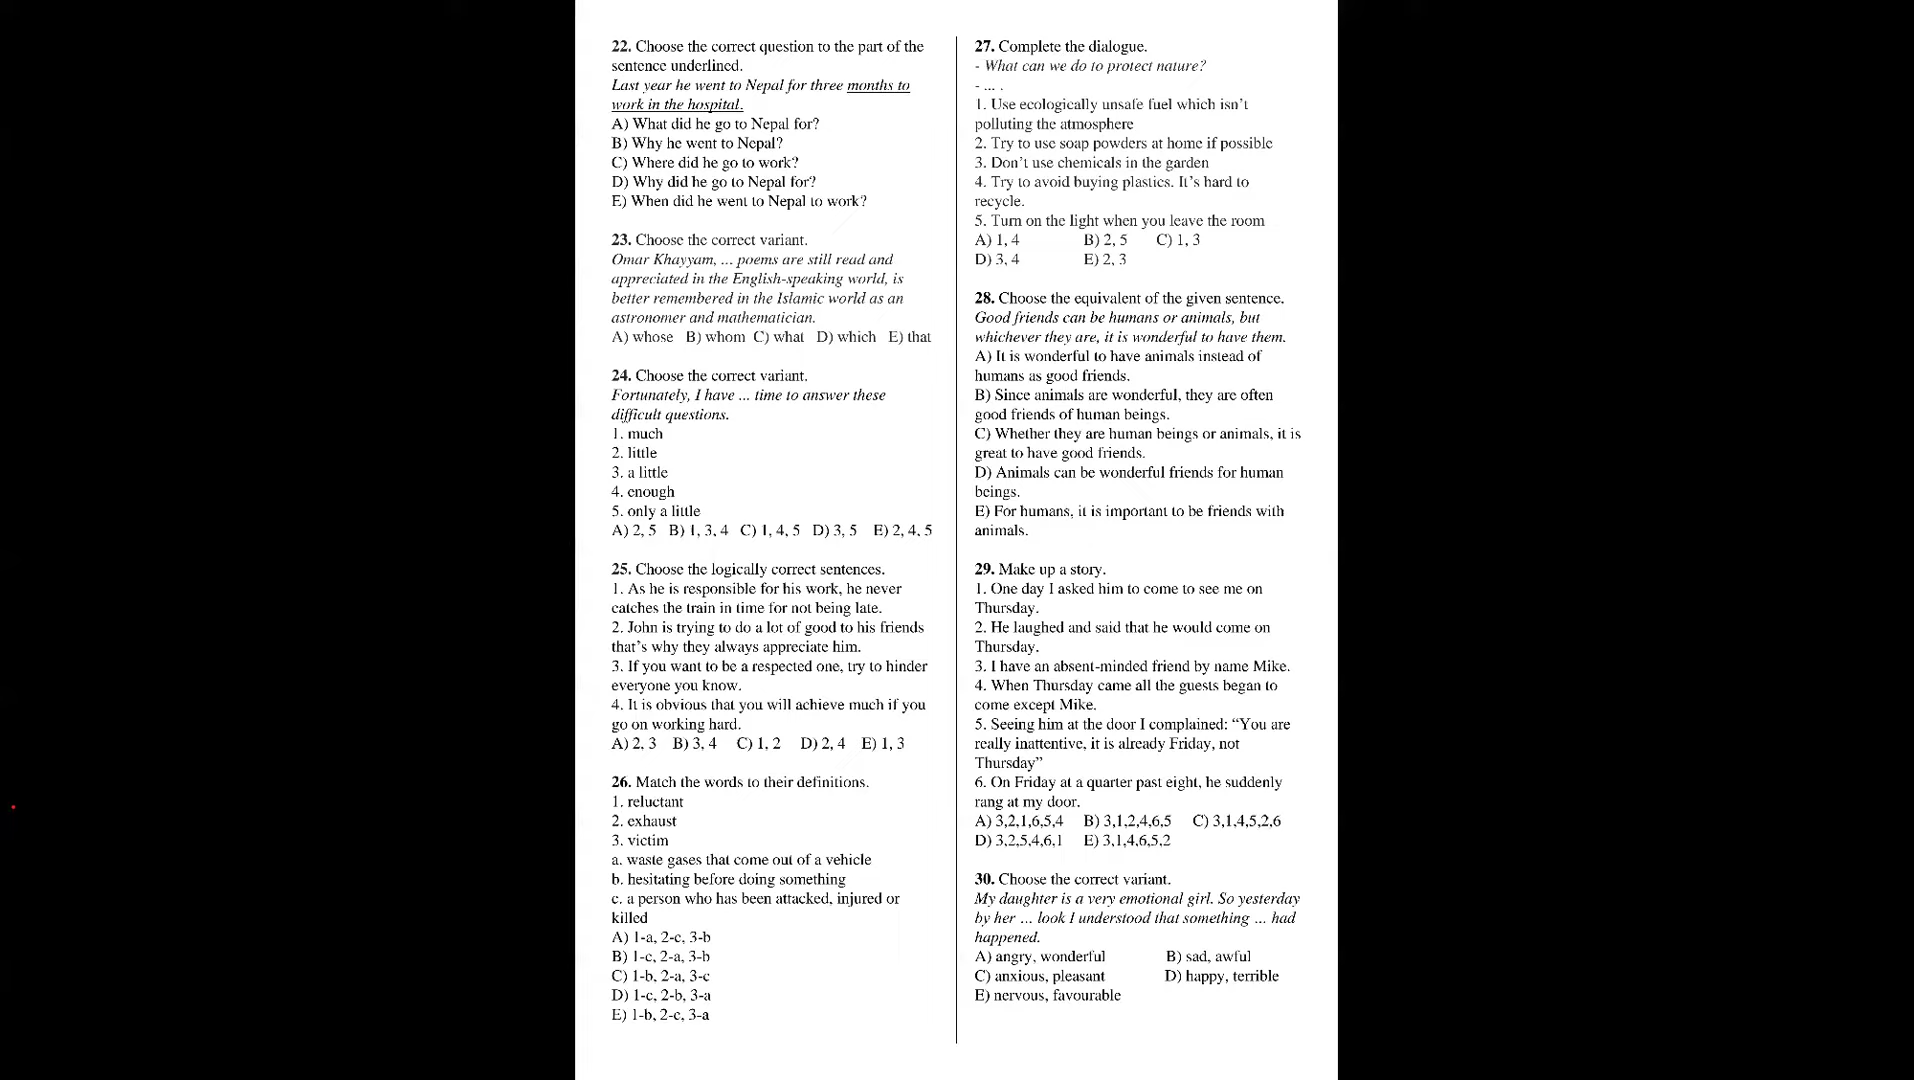 22. Choose the correct question to the part of the
sentence underlined.
Last year he went to Nepal for three months to
work in the hospital.
A) What did he go to Nepal for?
B) Why he went to Nepal?
C) Where did he go to work?
D) Why did he go to Nepal for?
E) When did he went to Nepal to work?
23. Choose the correct variant.
Omar Khayyam, ... poems are still read and
appreciated in the English-speaking world, is
better remembered in the Islamic world as an
astronomer and mathematician.
A) whose B) whom C) what D) which E) that
24. Choose the correct variant.
Fortunately, I have ... time to answer these
difficult questions.
1. much
2. little
3. a little
4. enough
5. only a little
A) 2, 5 B) 1, 3, 4 C) 1, 4, 5 D) 3, 5 E) 2, 4, 5
25. Choose the logically correct sentences.
1. As he is responsible for his work, he never
catches the train in time for not being late.
2. John is trying to do a lot of good to his friends
that's why they always appreciate him.
3. If you want to be a respected one, try to hinder
everyone you know.
4. It is obvious that you will achieve much if you
go on working hard.
A) 2, 3 B) 3, 4 C) 1, 2 D) 2, 4 E) 1, 3
26. Match the words to their definitions.
1. reluctant
2. exhaust
3. victim
a. waste gases that come out of a vehicle
b. hesitating before doing something
c. a person who has been attacked, injured or
killed
A) 1-a, 2-c, 3-b
B) 1-c, 2-a, 3-b
C) 1-b, 2-a, 3-c
D) 1-c, 2-b, 3-a
E) 1-b, 2-c, 3-a
27. Complete the dialogue.
- What can we do to protect nature?
- ... .
1. Use ecologically unsafe fuel which isn't
polluting the atmosphere
2. Try to use soap powders at home if possible
3. Don't use chemicals in the garden
4. Try to avoid buying plastics. It's hard to
recycle.
5. Turn on the light when you leave the room
A) 1, 4 B) 2, 5 C) 1, 3
D) 3, 4 E) 2, 3
28. Choose the equivalent of the given sentence.
Good friends can be humans or animals, but
whichever they are, it is wonderful to have them.
A) It is wonderful to have animals instead of
humans as good friends.
B) Since animals are wonderful, they are often
good friends of human beings.
C) Whether they are human beings or animals, it is
great to have good friends.
D) Animals can be wonderful friends for human
beings.
E) For humans, it is important to be friends with
animals.
29. Make up a story.
1. One day I asked him to come to see me on
Thursday.
2. He laughed and said that he would come on
Thursday.
3. I have an absent-minded friend by name Mike.
4. When Thursday came all the guests began to
come except Mike.
5. Seeing him at the door I complained: "You are
really inattentive, it is already Friday, not
Thursday"
6. On Friday at a quarter past eight, he suddenly
rang at my door.
A) 3,2,1,6,5,4 B) 3,1,2,4,6,5 C) 3,1,4,5,2,6
D) 3,2,5,4,6,1 E) 3,1,4,6,5,2
30. Choose the correct variant.
My daughter is a very emotional girl. So yesterday
by her ... look I understood that something ... had
happened.
A) angry, wonderful B) sad, awful
C) anxious, pleasant D) happy, terrible
E) nervous, favourable